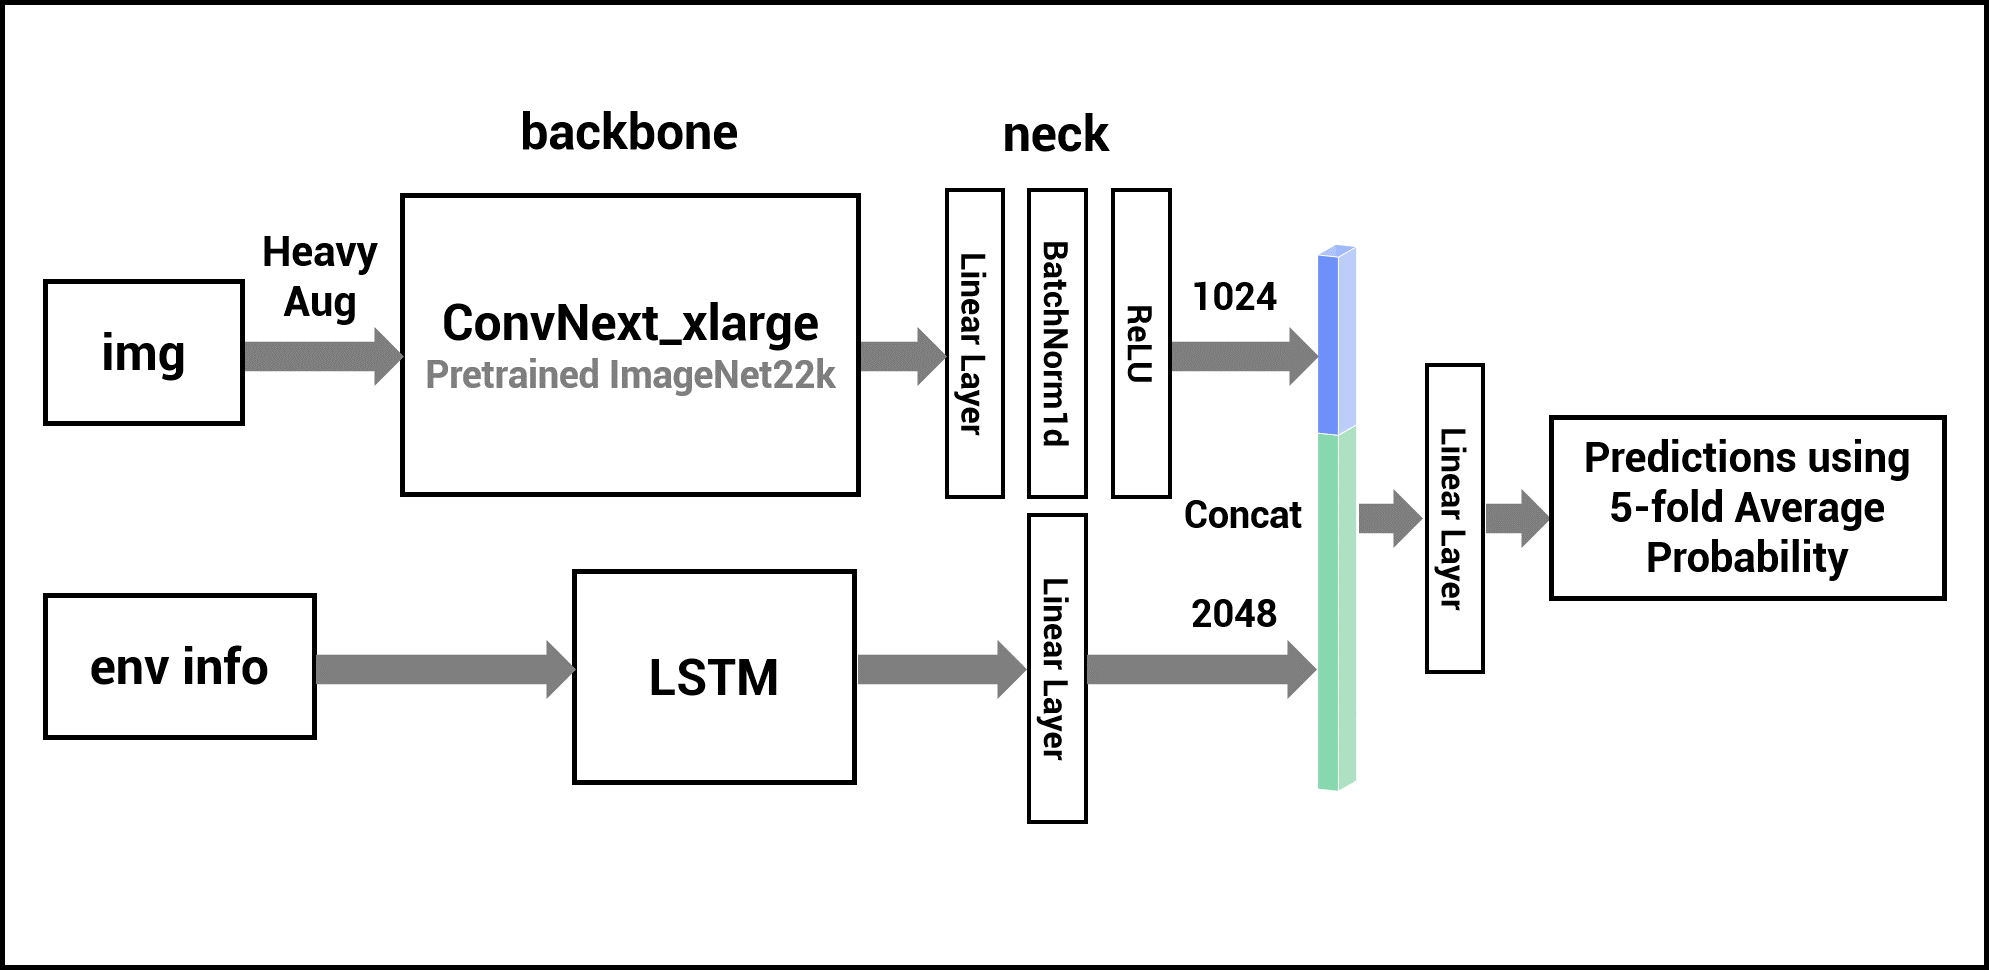 backbone
neck
Heavy
Aug
img
ConvNext_xlarge
Pretrained ImageNet22k
Linear Layer
BatchNorm1d
ReLU
1024
Concat
2048
env info
LSTM
Linear Layer
Linear Layer
Predictions using
5-fold Average
Probability